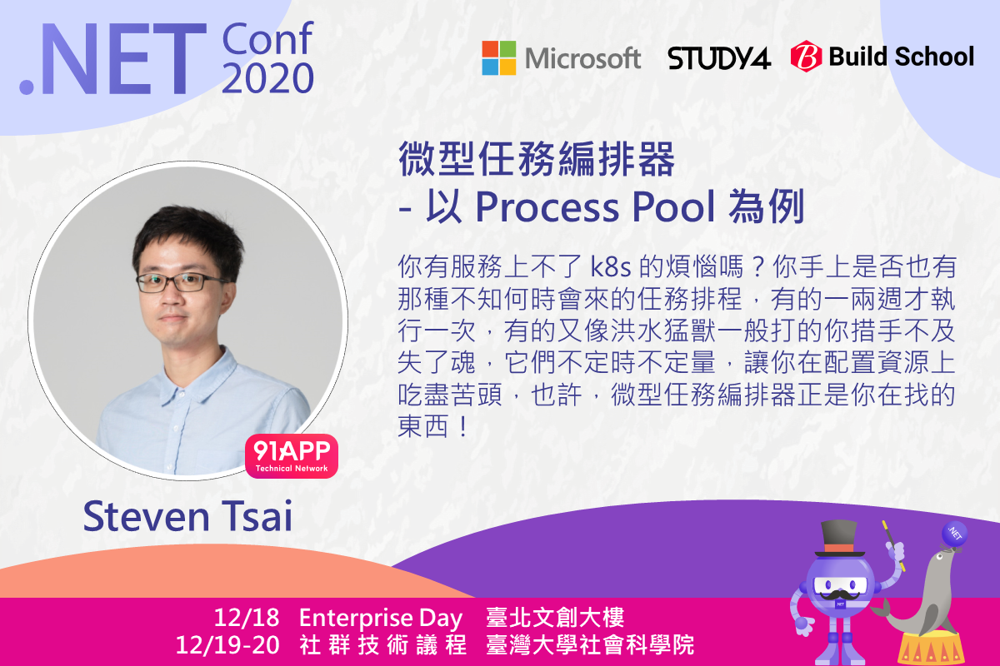 .NET Conf 2020
Microsoft
STUDY4
Build School
微型任務編排器
- 以 Process Pool 為例
你有服務上不了 k8s 的煩惱嗎？你手上是否也有
那種不知何時會來的任務排程，有的一兩週才執
行一次，有的又像洪水猛獸一般打的你措手不及
失了魂，它們不定時不定量，讓你在配置資源上
吃盡苦頭，也許，微型任務編排器正是你在找的
東西！
91APP
Technical Network
Steven Tsai
.NET
.NET
12/18 Enterprise Day 臺北文創大樓
12/19-20 社群技術議程 臺灣大學社會科學院